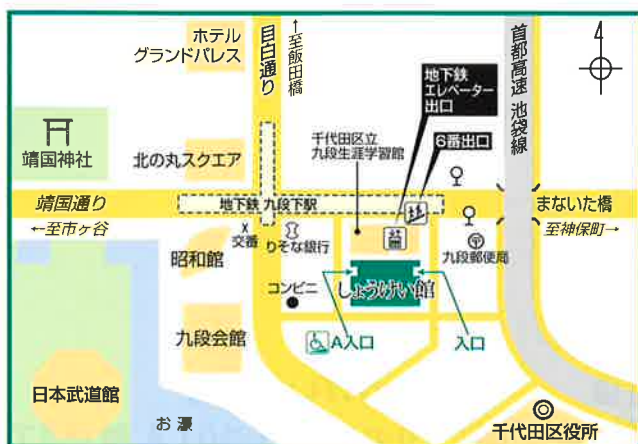 ホテル
グランドパレス
目白通り
↑至飯田橋
首都高速 池袋線
4
地下鉄
エレベーター
出口
6番出口
千代田区立
九段生涯学習館
靖国神社
北の丸スクエア
靖国通り
←至市ヶ谷
地下鉄 九段下駅
まないた橋
至神保町→
X
交番
りそな銀行
九段郵便局
昭和館
コンビニ
しょうけい館
A入口
入口
九段会館
日本武道館
お濠
千代田区役所